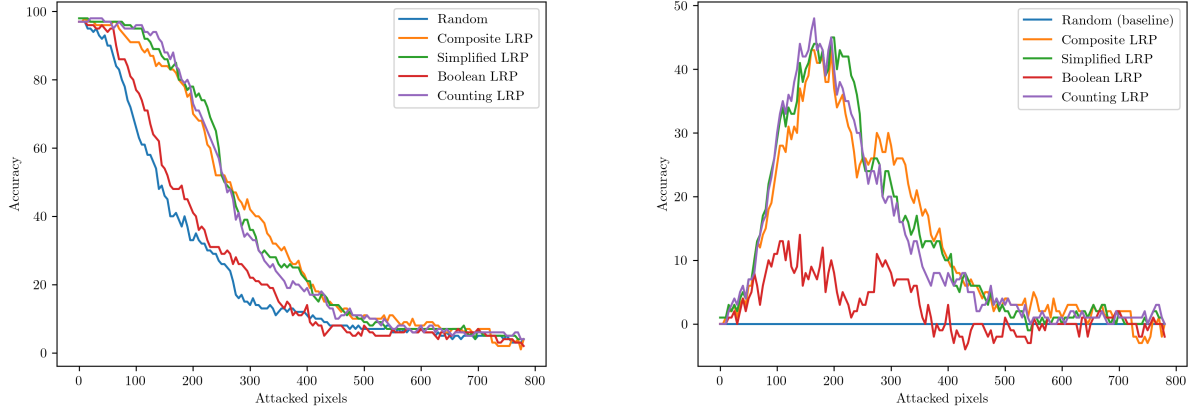 100
80
60
40
20
0
Accuracy
0 100 200 300 400 500 600 700 800
Attacked pixels
Random
Composite LRP
Simplified LRP
Boolean LRP
Counting LRP
50
40
30
20
10
0
Accuracy
0 100 200 300 400 500 600 700 800
Attacked pixels
Random (baseline)
Composite LRP
Simplified LRP
Boolean LRP
Counting LRP